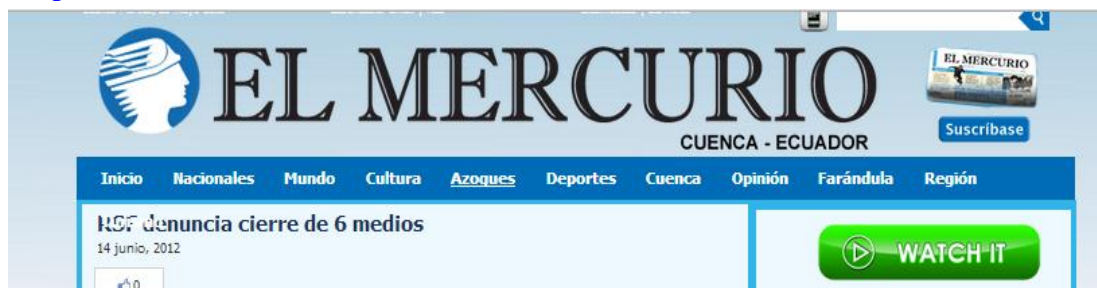 EL MERCURIO
CUENCA - ECUADOR
EL MERCURIO
Suscríbase
Inicio Nacionales Mundo Cultura Azogues Deportes Cuenca Opinión Farándula Región
RSF denuncia cierre de 6 medios
14 junio, 2012
0
WATCH IT